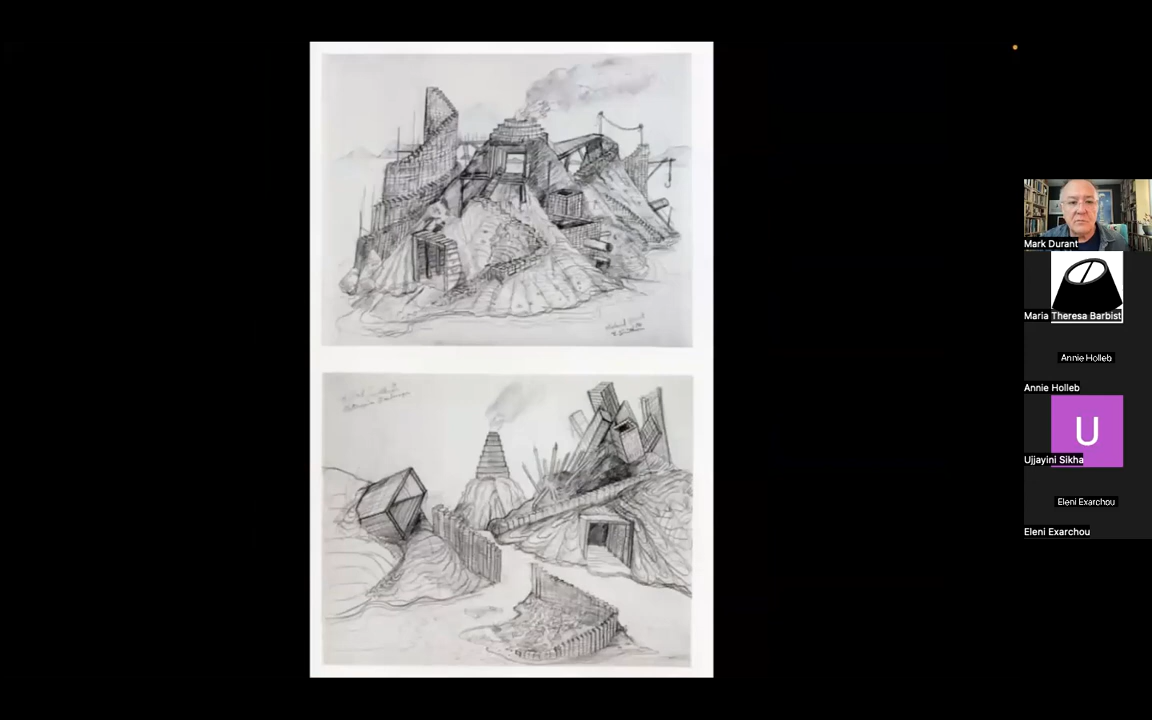 Mark Durant
Maria Theresa Barbist
Annie Holleb
Annie Holleb
U
Ujjayini Sikha
Eleni Exarchou
Eleni Exarchou